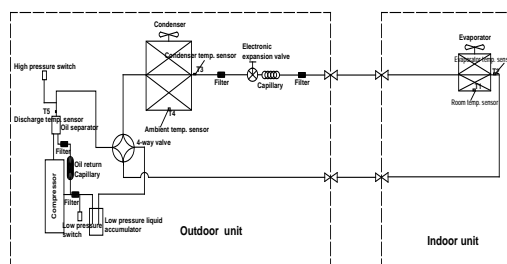 Condenser
Electronic
expansion valve
Evaporator
High pressure switch
Condenser temp. sensor
T3
Filter
Capillary
Filter
Evaporator temp. sens
T2
T1
Room temp. sensor
T5
Discharge temp. sensor
Oil separator
T4
Ambient temp. sensor
4-way valve
Filter
Oil return
Capillary
Compressor
Filter
Low pressure
switch
Low pressure liquid
accumulator
Outdoor unit
Indoor unit